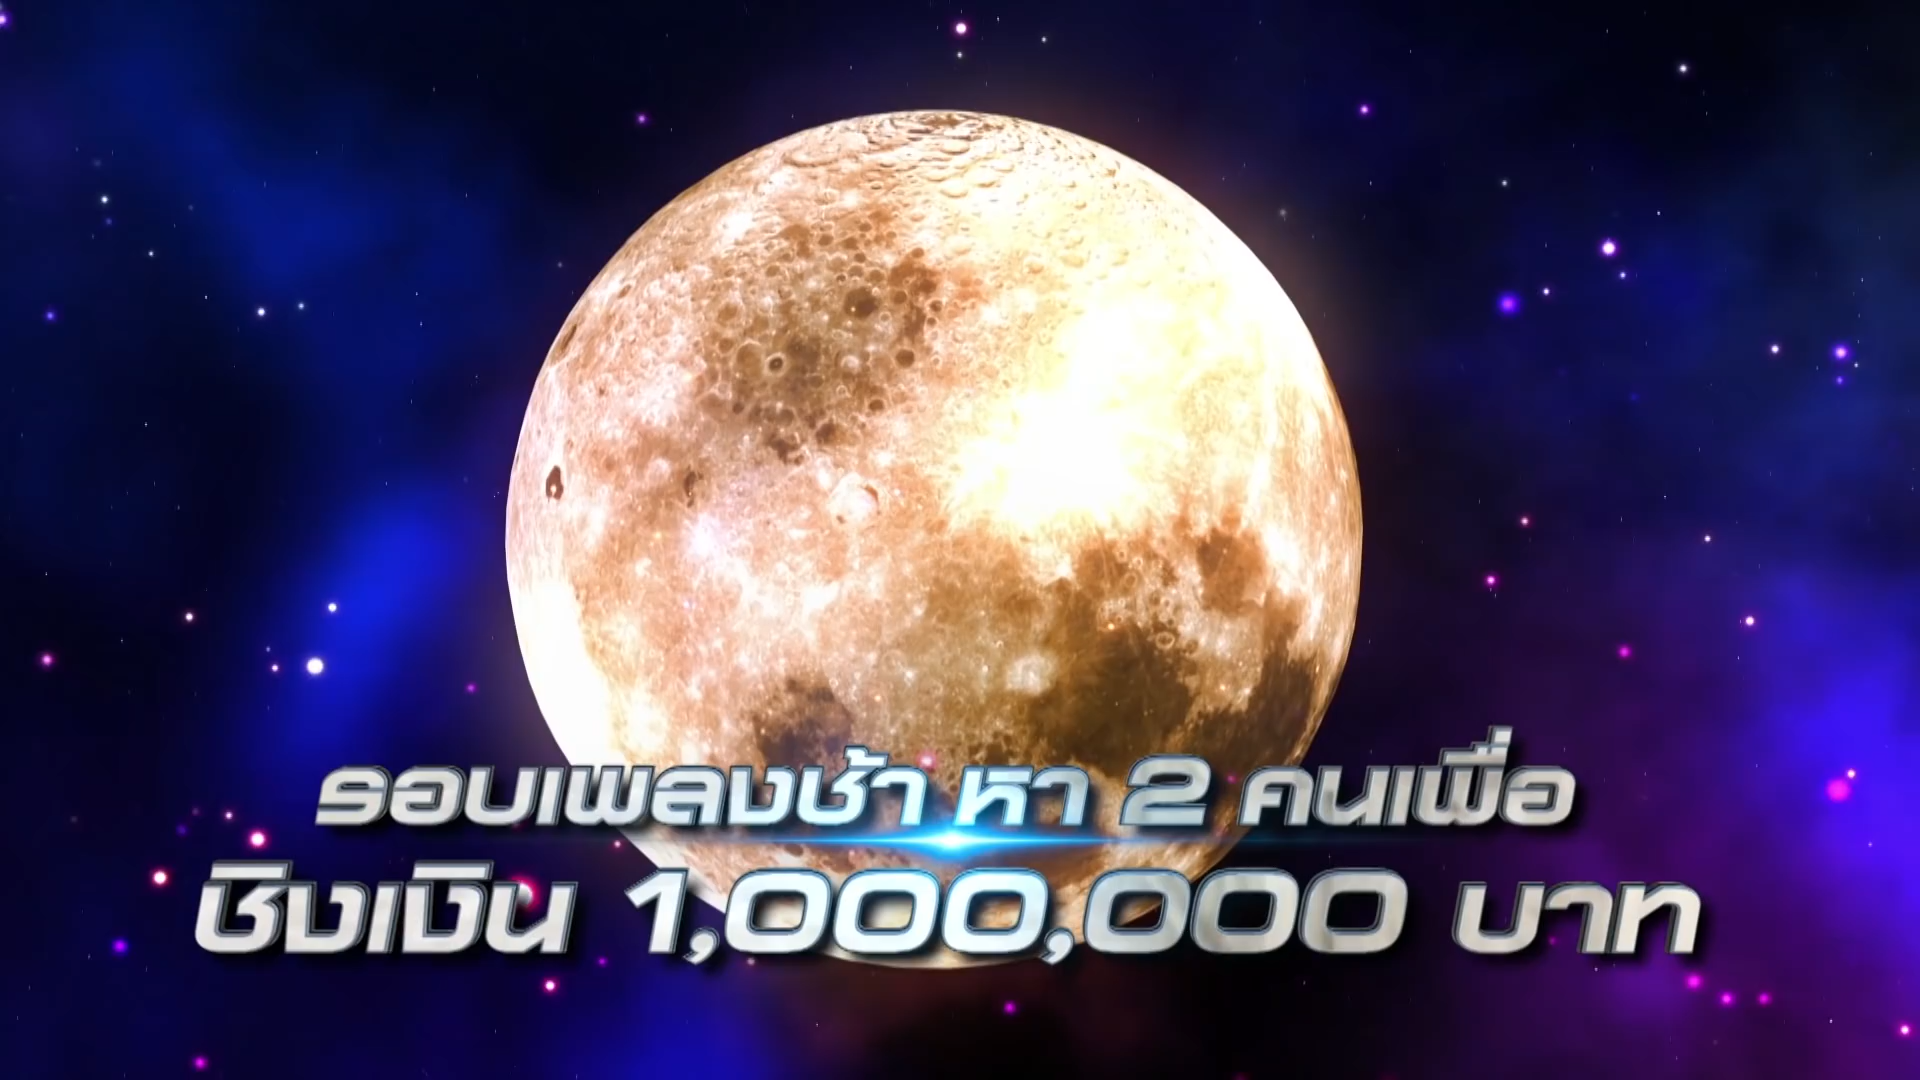 รอบเพลงช้า หา 2 คนเพื่อ
ชิงเงิน 1,000,000 บาท